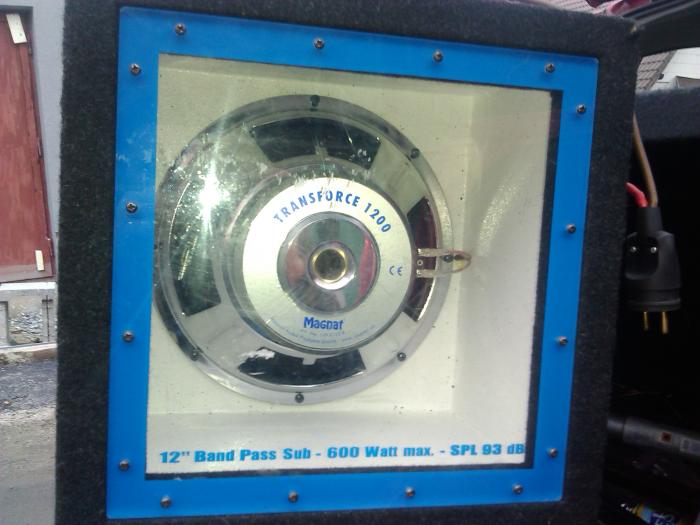 TRANSFORCE 1200
CE
Magnat
12" Band Pass Sub - 600 Watt max. - SPL 93 dB